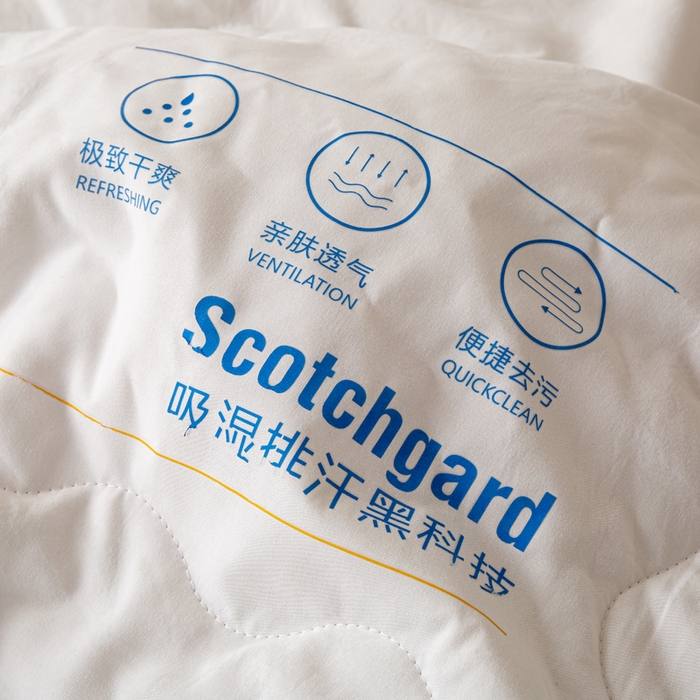 极致干爽
REFRESHING
亲肤透气
VENTILATION
便捷去污
QUICKCLEAN
Scotchgard
吸湿排汗黑科技